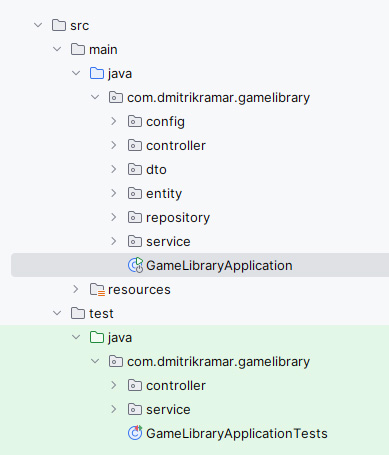 src
main
java
com.dmitrikramar.gamelibrary
config
controller
dto
entity
repository
service
GameLibraryApplication
resources
test
java
com.dmitrikramar.gamelibrary
controller
service
GameLibraryApplicationTests